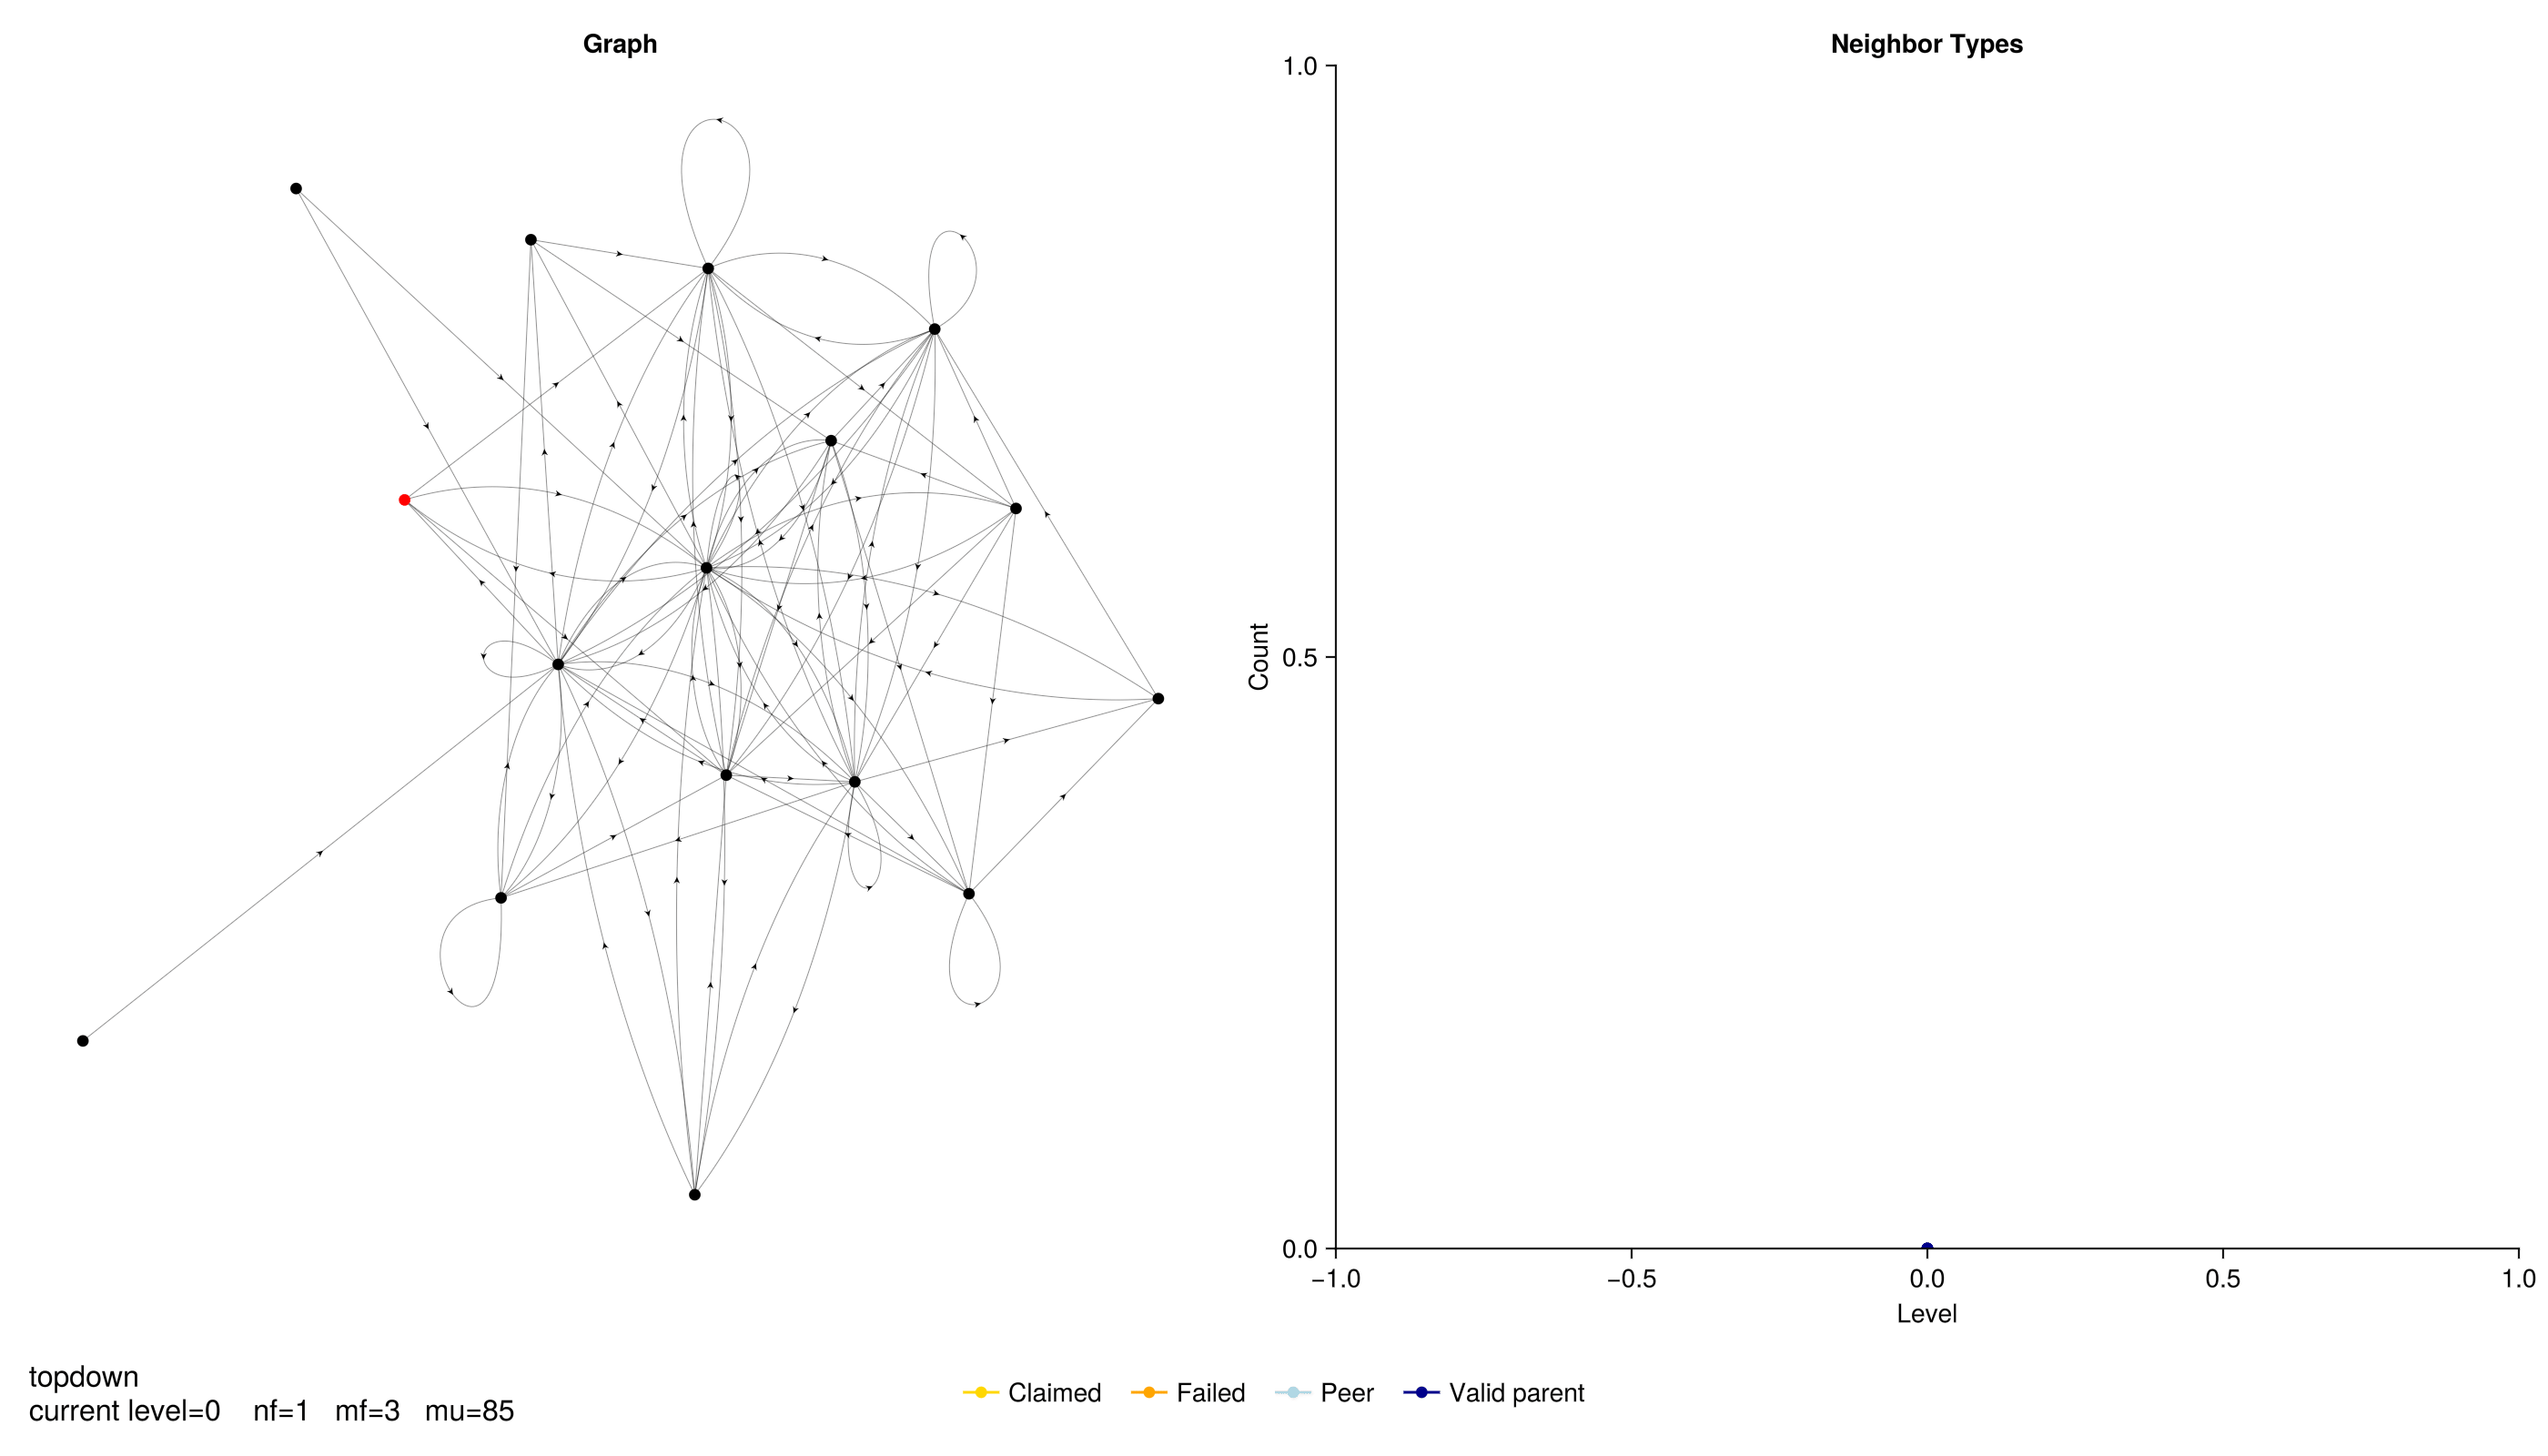 Graph
Neighbor Types
1.0
0.5
0.0
Count
−1.0 −0.5 0.0 0.5 1.0
Level
topdown
current level=0 nf=1 mf=3 mu=85
Claimed Failed Peer Valid parent